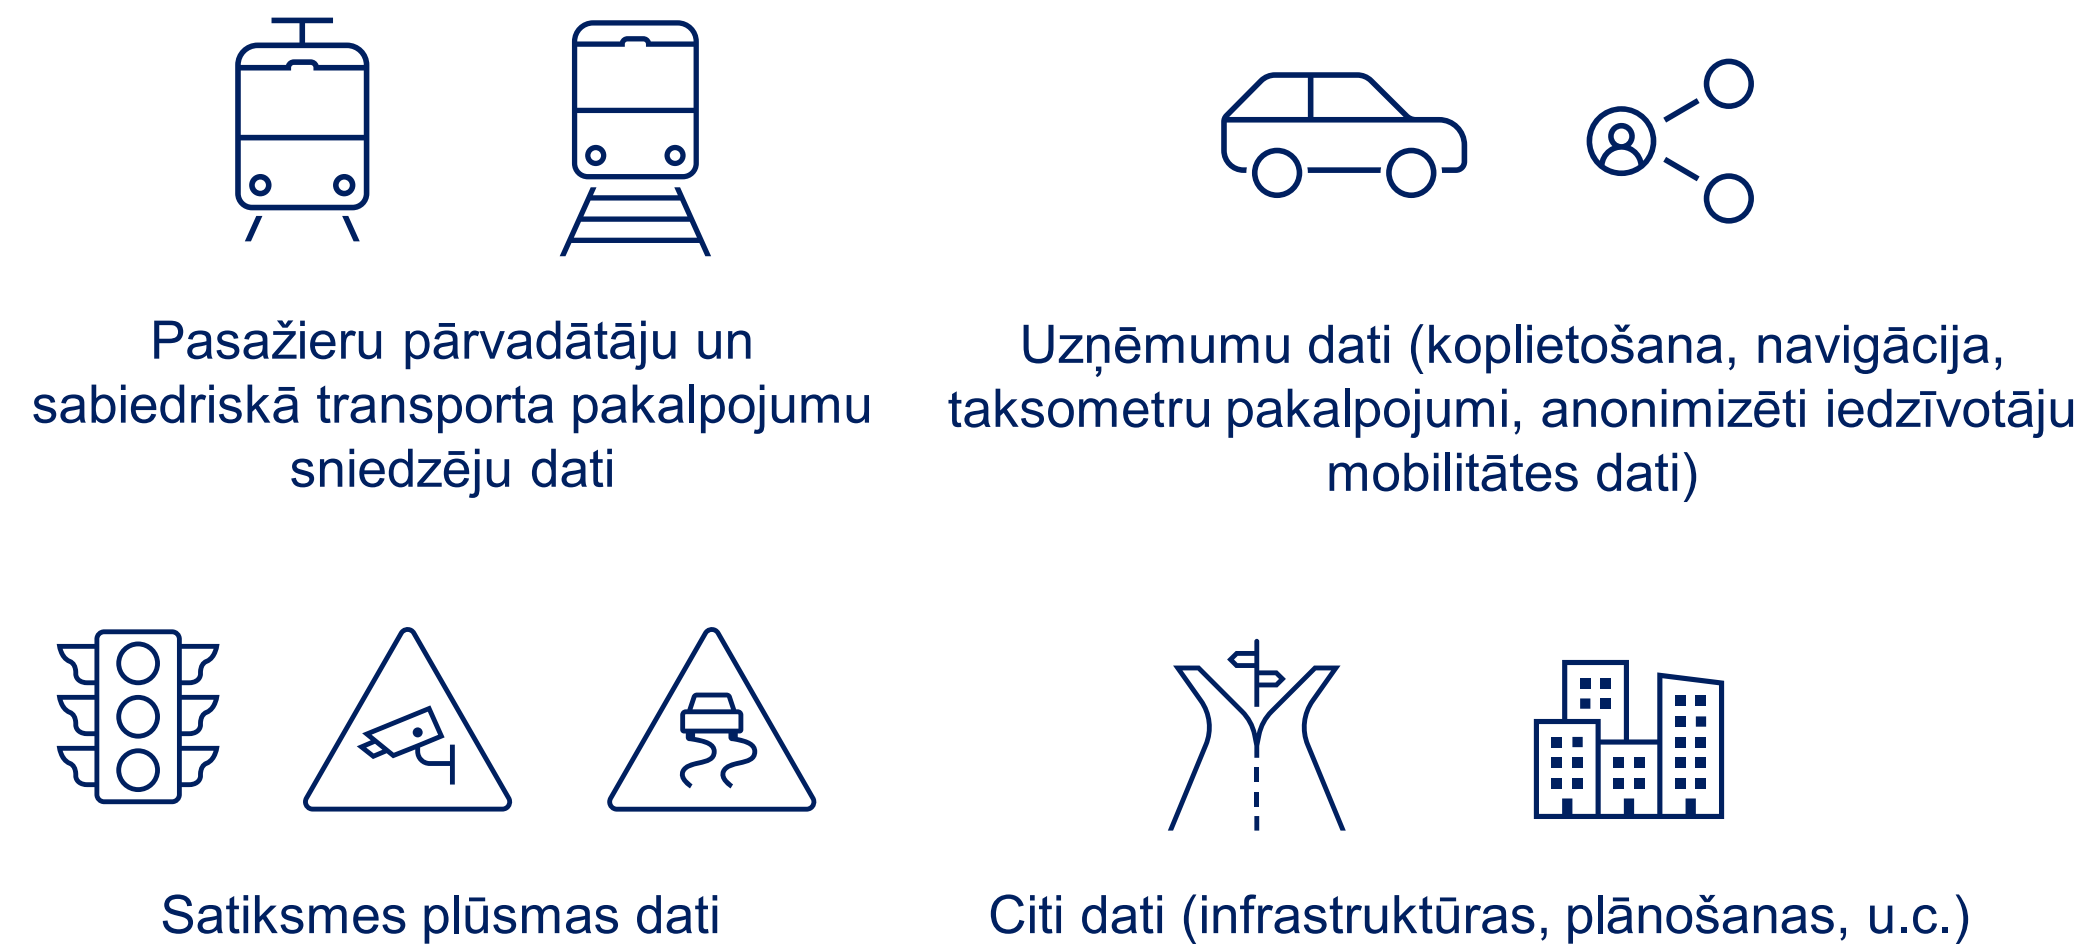 Pasažieru pārvadātāju un
sabiedriskā transporta pakalpojumu
sniedzēju dati
Uzņēmumu dati (koplietošana, navigācija,
taksometru pakalpojumi, anonimizēti iedzīvotāju
mobilitātes dati)
Satiksmes plūsmas dati
Citi dati (infrastruktūras, plānošanas, u.c.)